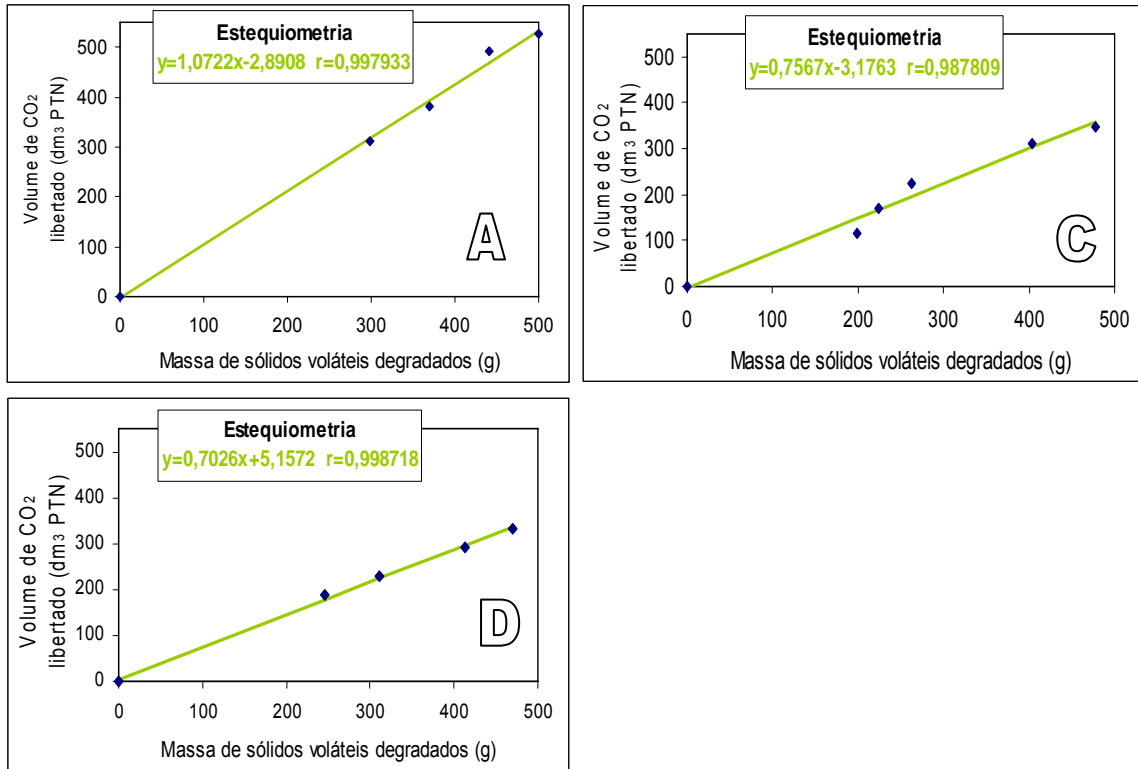 Estequiometria
y=1,0722x-2,8908 r=0,997933
Volume de CO2
libertado (dm3 PTN)
500
400
300
200
100
0
0 100 200 300 400 500
Massa de sólidos voláteis degradados (g)
A
Estequiometria
y=0,7567x-3,1763 r=0,987809
Volume de CO2
libertado (dm3 PTN)
500
400
300
200
100
0
0 100 200 300 400 500
Massa de sólidos voláteis degradados (g)
C
Estequiometria
y=0,7026x+5,1572 r=0,998718
Volume de CO2
libertado (dm3 PTN)
500
400
300
200
100
0
0 100 200 300 400 500
Massa de sólidos voláteis degradados (g)
D